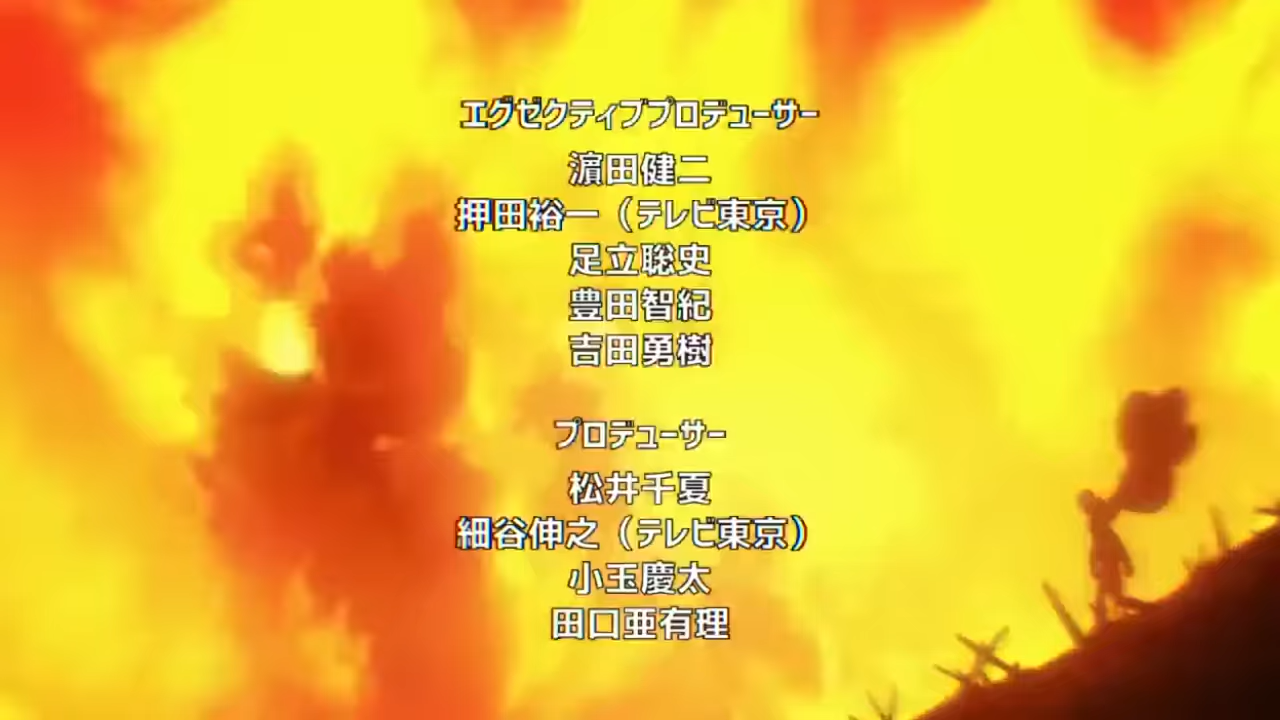 エグゼクティブプロデューサー
濵田健二
押田裕一（テレビ東京）
足立聡史
豊田智紀
吉田勇樹
プロデューサー
松井千夏
細谷伸之（テレビ東京）
小玉慶太
田口亜有理